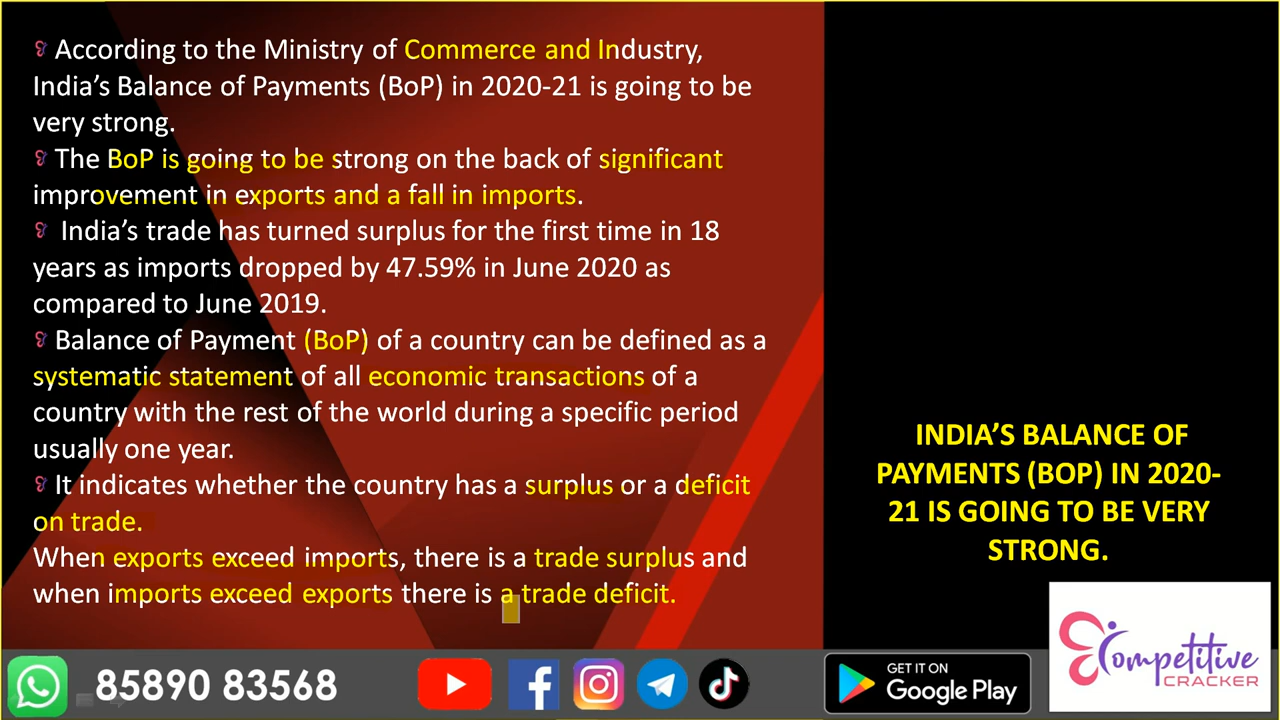 According to the Ministry of Commerce and Industry,
India’s Balance of Payments (BoP) in 2020-21 is going to be
very strong.
The BoP is going to be strong on the back of significant
improvement in exports and a fall in imports.
India’s trade has turned surplus for the first time in 18
years as imports dropped by 47.59% in June 2020 as
compared to June 2019.
Balance of Payment (BoP) of a country can be defined as a
systematic statement of all economic transactions of a
country with the rest of the world during a specific period
usually one year.
It indicates whether the country has a surplus or a deficit
on trade.
When exports exceed imports, there is a trade surplus and
when imports exceed exports there is a trade deficit.
INDIA’S BALANCE OF
PAYMENTS (BOP) IN 2020-
21 IS GOING TO BE VERY
STRONG.
85890 83568
GET IT ON
Google Play
Competitive
CRACKER